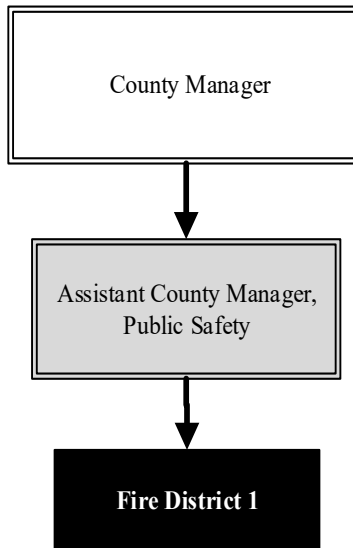 County Manager
Assistant County Manager,
Public Safety
Fire District 1